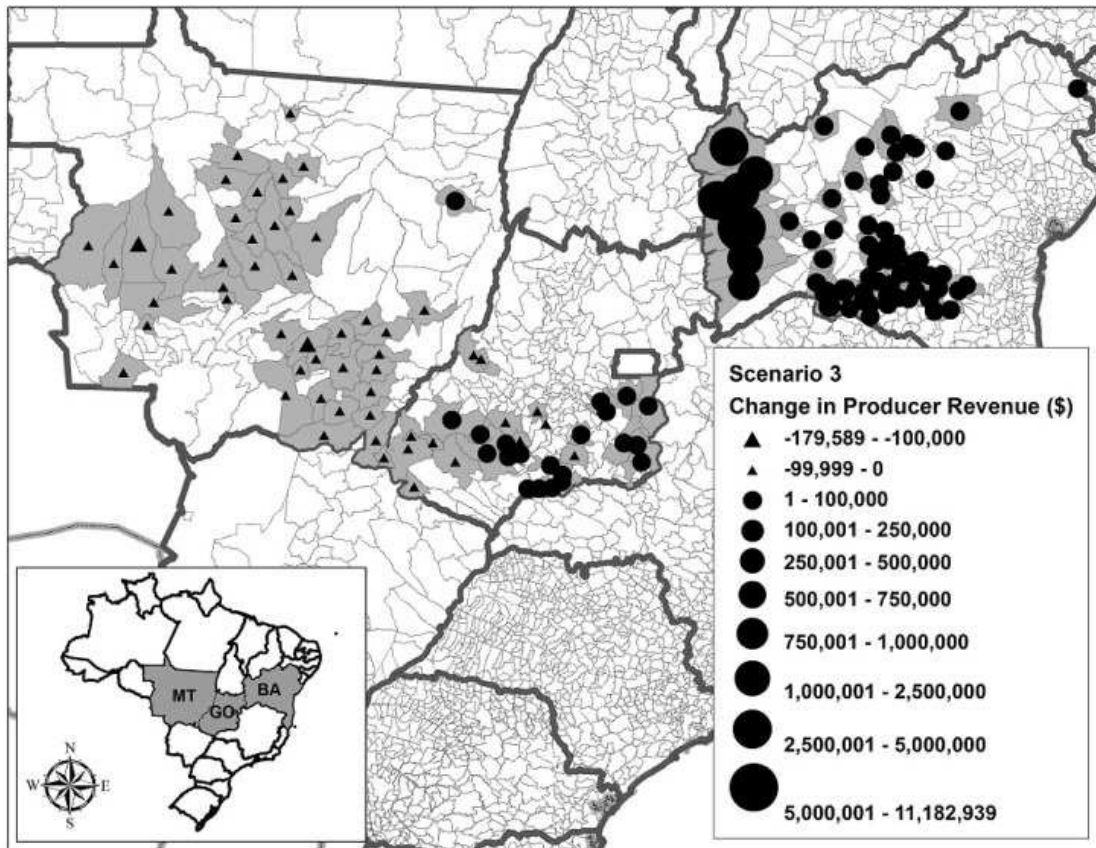 Scenario 3
Change in Producer Revenue ($)
-179,589 - -100,000
-99,999 - 0
1 - 100,000
100,001 - 250,000
250,001 - 500,000
500,001 - 750,000
750,001 - 1,000,000
1,000,001 - 2,500,000
2,500,001 - 5,000,000
5,000,001 - 11,182,939
MT
BA
GO
N
W E
S